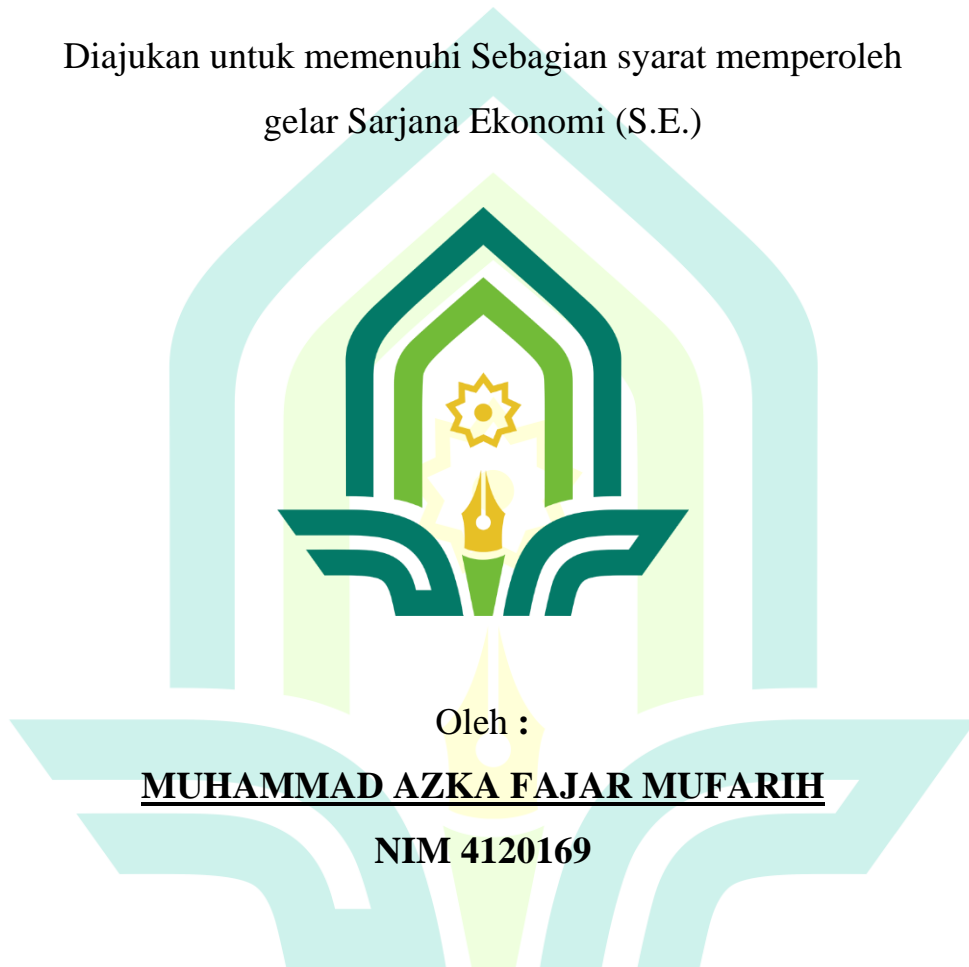 Diajukan untuk memenuhi Sebagian syarat memperoleh
gelar Sarjana Ekonomi (S.E.)
Oleh :
MUHAMMAD AZKA FAJAR MUFARIH
NIM 4120169